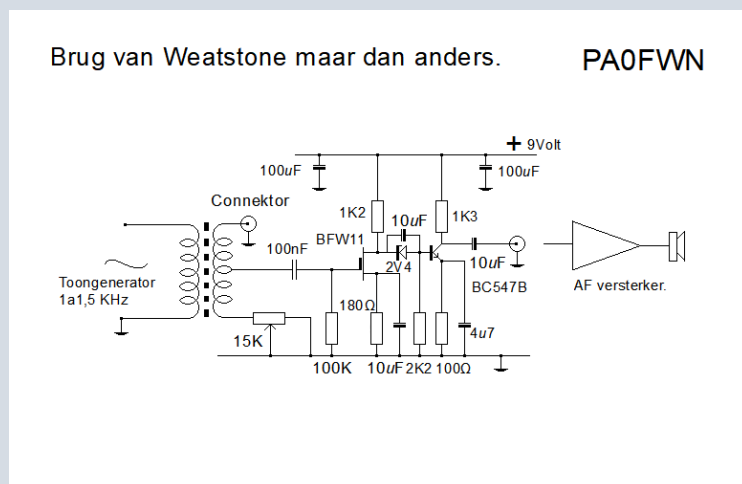 Brug van Weatstone maar dan anders.
PA0FWN
+ 9Volt
100uF
100uF
Connektor
1K2
10uF
1K3
BFW11
100nF
2V4
10uF
BC547B
Toongenerator
1a1,5 KHz
AF versterker.
180Ω
15K
4u7
100K
10uF
2K2
100Ω